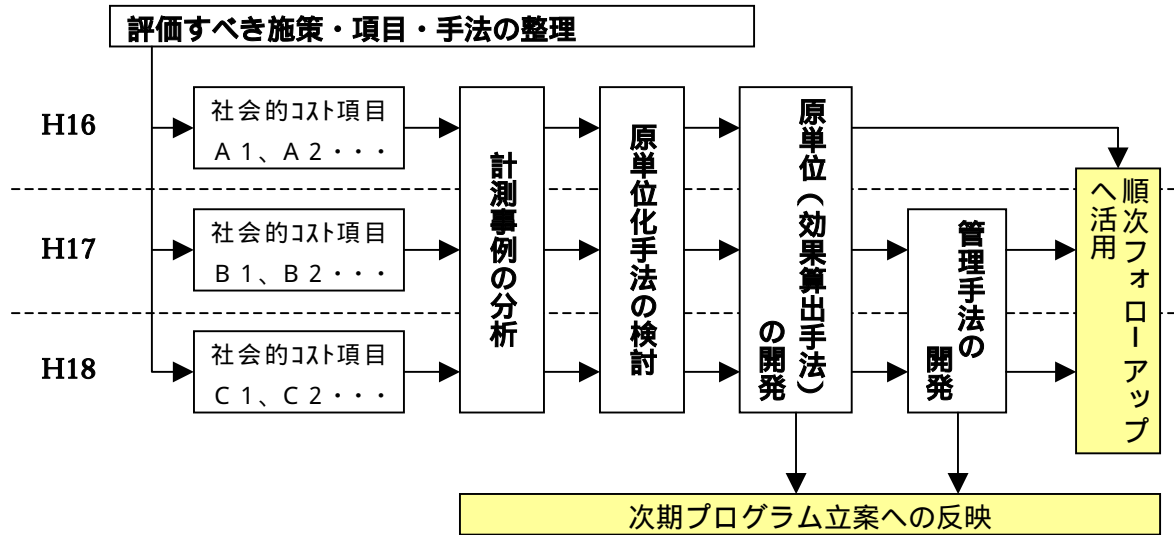 評価すべき施策・項目・手法の整理
H16
社会的ｺｽﾄ項目
Ａ１、Ａ２・・・
H17
社会的ｺｽﾄ項目
Ｂ１、Ｂ２・・・
H18
社会的ｺｽﾄ項目
Ｃ１、Ｃ２・・・
計測事例の分析
原単位化手法の検討
原単位（効果算出手法）
の開発
管理手法の
開発
順次フォローアップ
へ活用
次期プログラム立案への反映